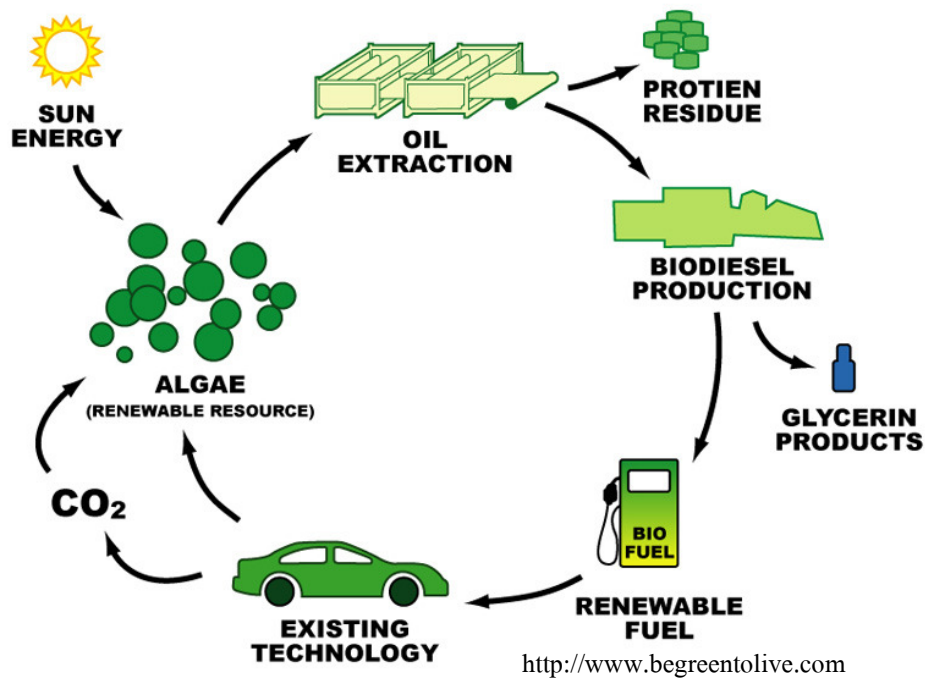 SUN
ENERGY
OIL
EXTRACTION
PROTIEN
RESIDUE
BIODIESEL
PRODUCTION
GLYCERIN
PRODUCTS
BIO
FUEL
RENEWABLE
FUEL
EXISTING
TECHNOLOGY
CO₂
ALGAE
(RENEWABLE RESOURCE)
http://www.begreentolive.com